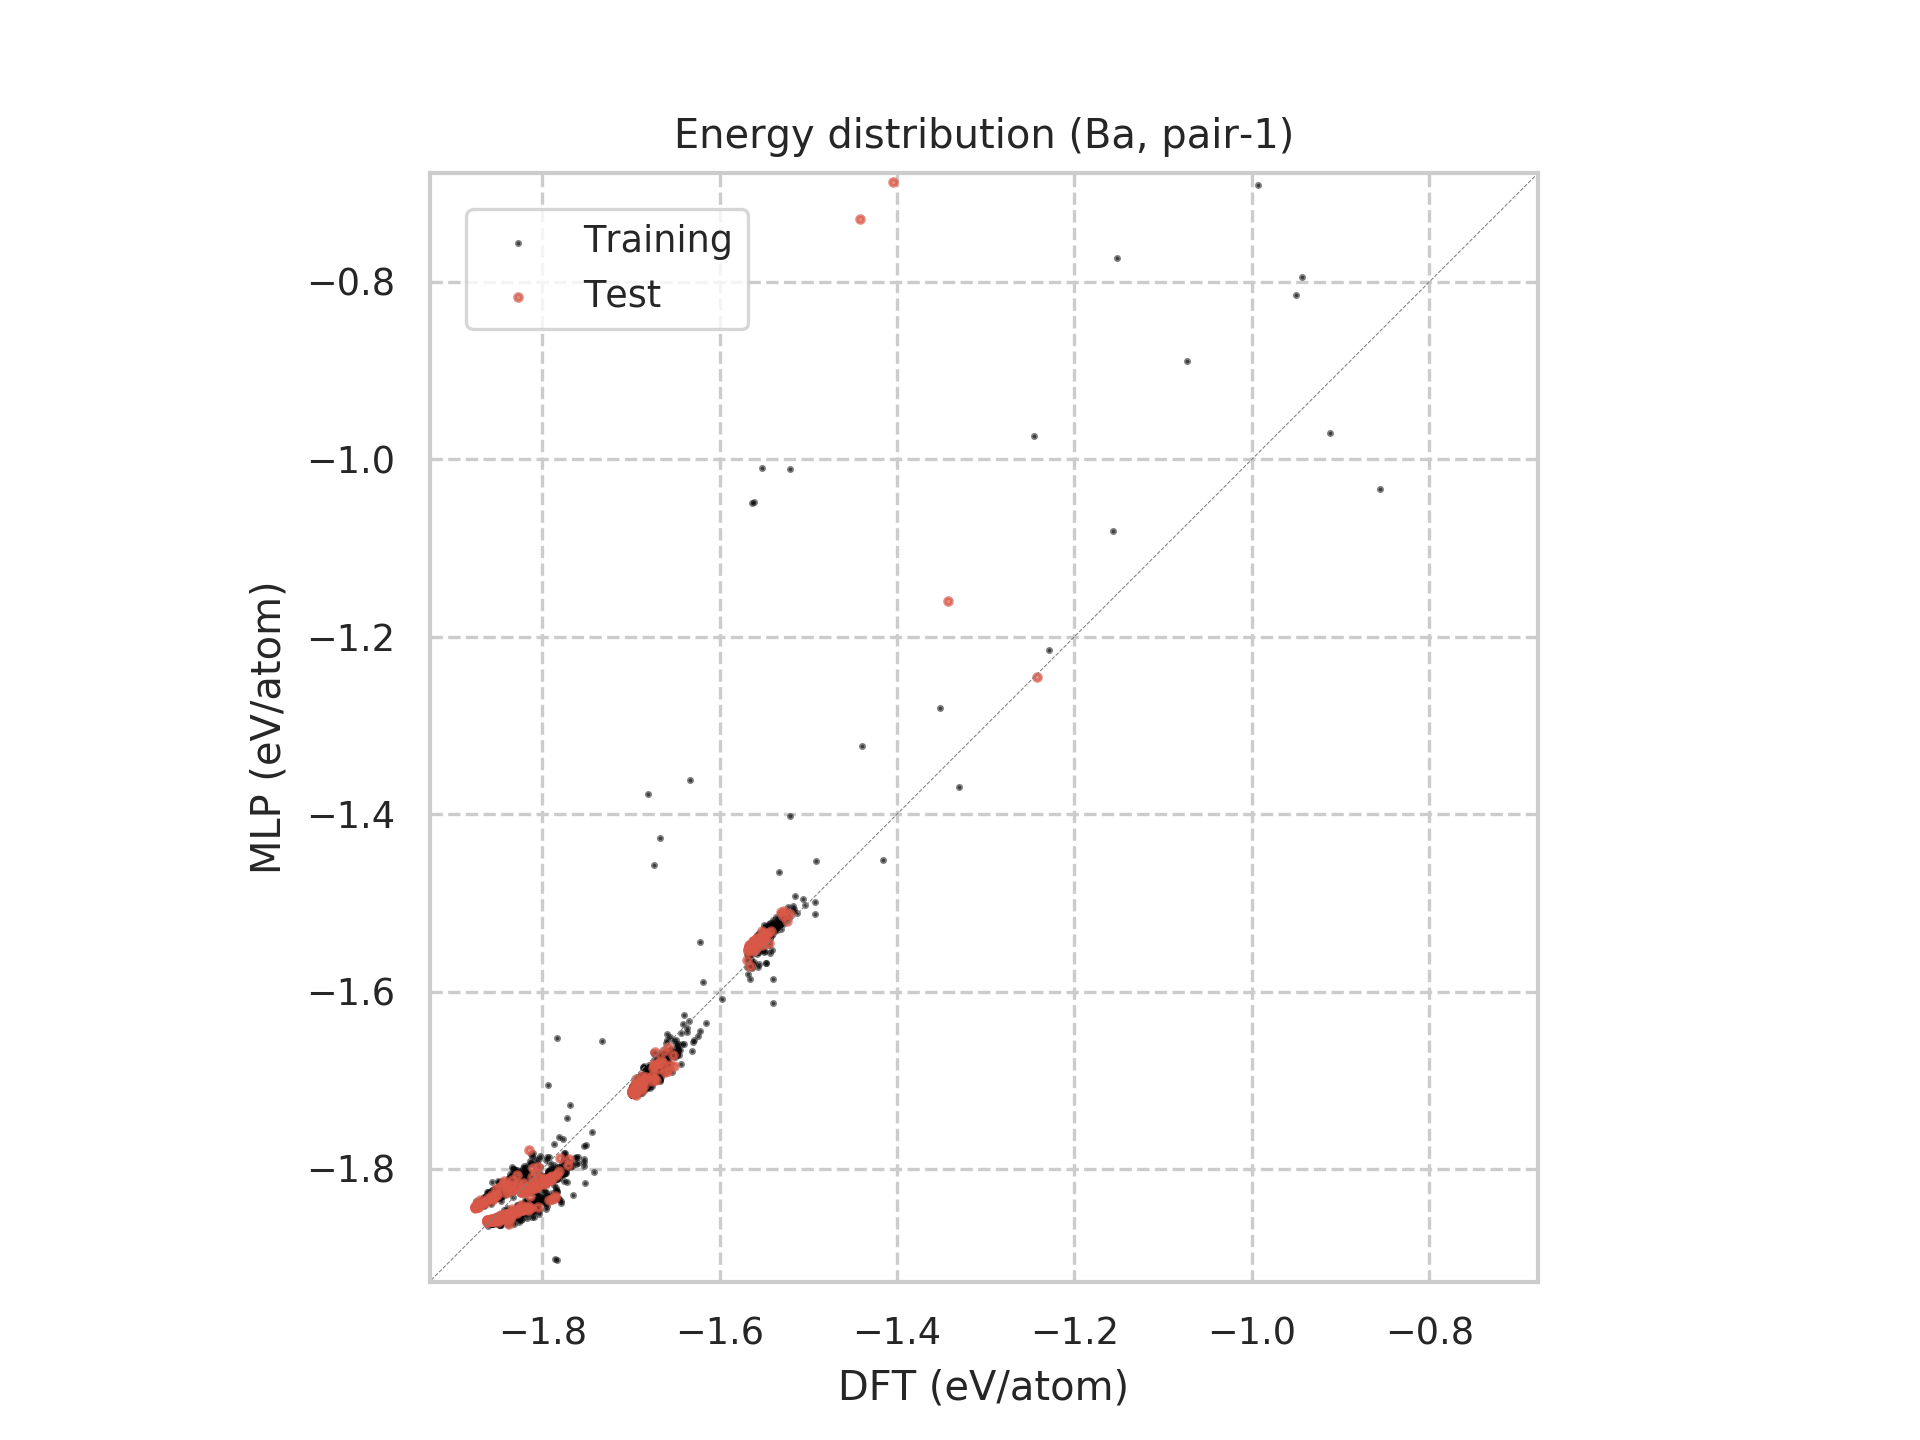 Energy distribution (Ba, pair-1)
Training
Test
−0.8
−1.0
−1.2
−1.4
−1.6
−1.8
MLP (eV/atom)
−1.8 −1.6 −1.4 −1.2 −1.0 −0.8
DFT (eV/atom)